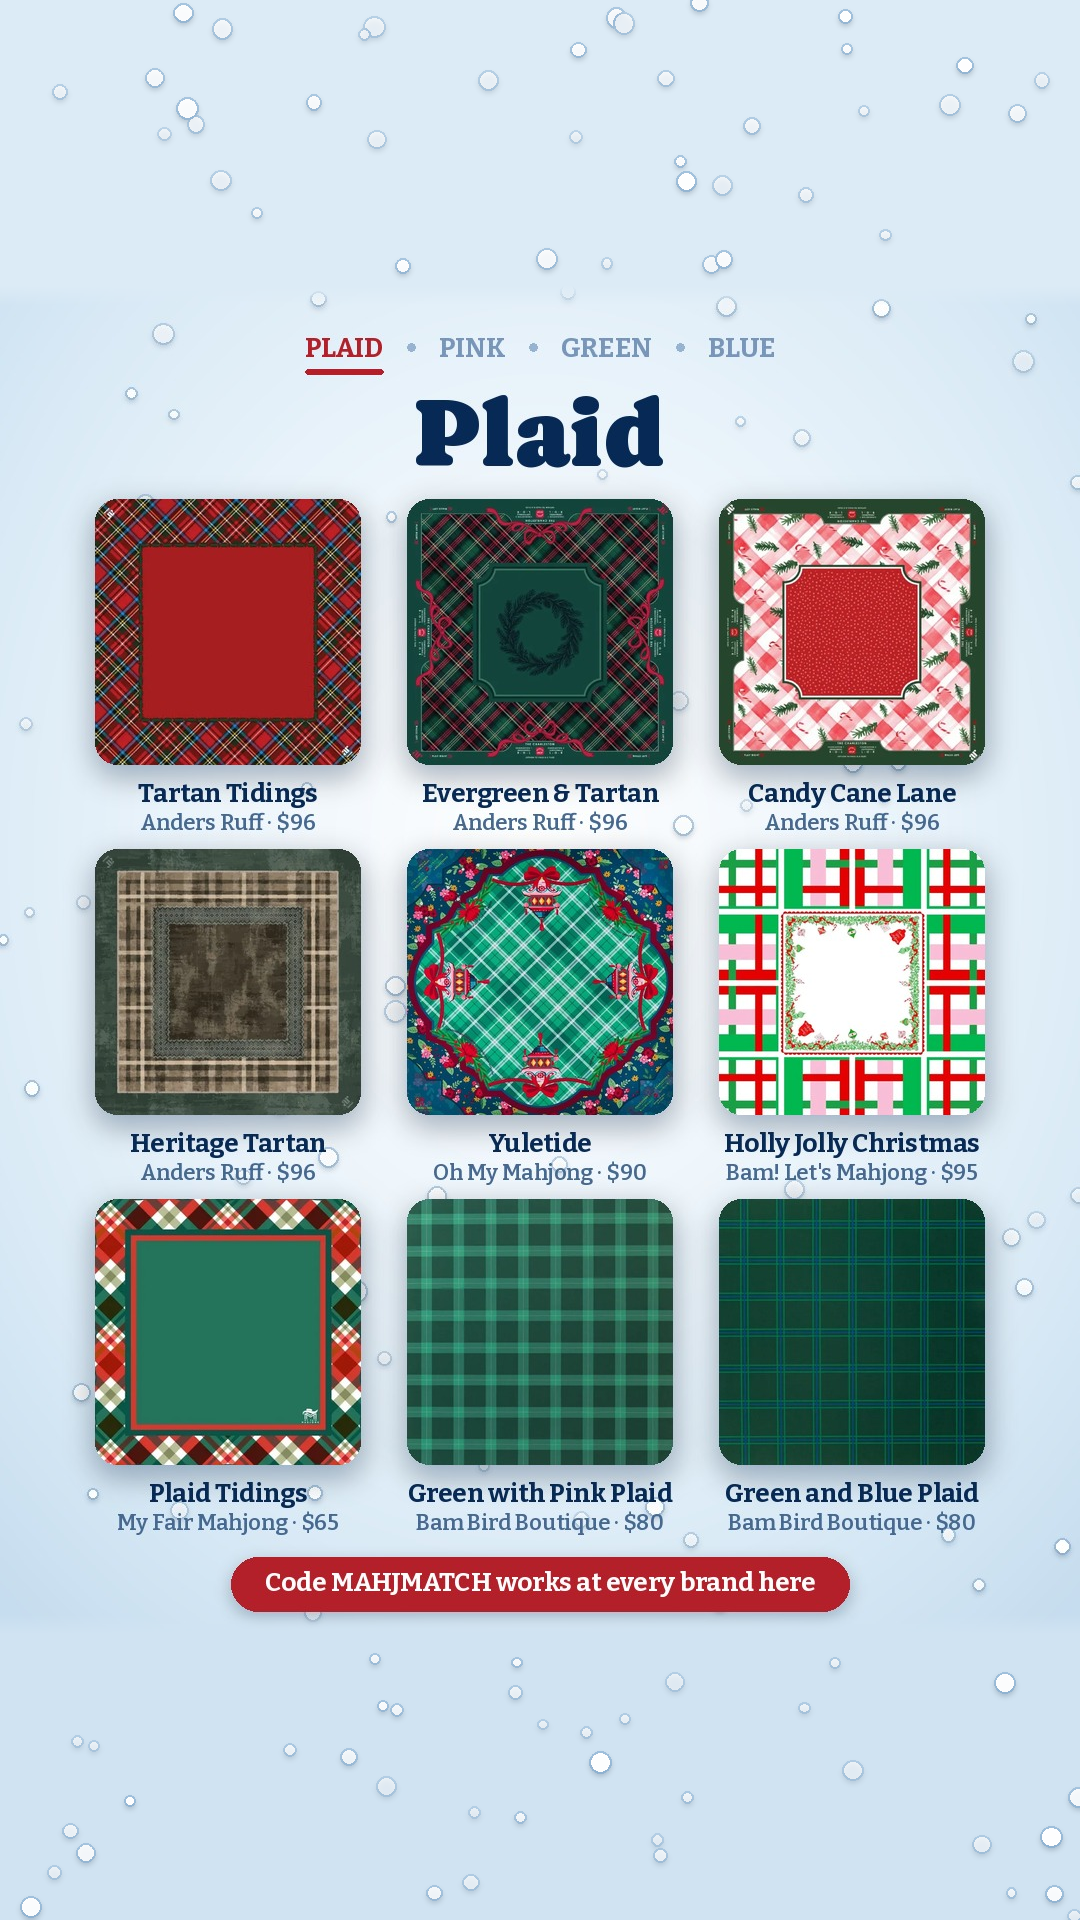 PLAID • PINK • GREEN • BLUE
Plaid
Tartan Tidings
Anders Ruff · $96
Evergreen & Tartan
Anders Ruff · $96
Candy Cane Lane
Anders Ruff · $96
Heritage Tartan
Anders Ruff · $96
Yuletide
Oh My Mahjong · $90
Holly Jolly Christmas
Bam! Let's Mahjong · $95
Plaid Tidings
My Fair Mahjong · $65
Green with Pink Plaid
Bam Bird Boutique · $80
Green and Blue Plaid
Bam Bird Boutique · $80
Code MAHJMATCH works at every brand here